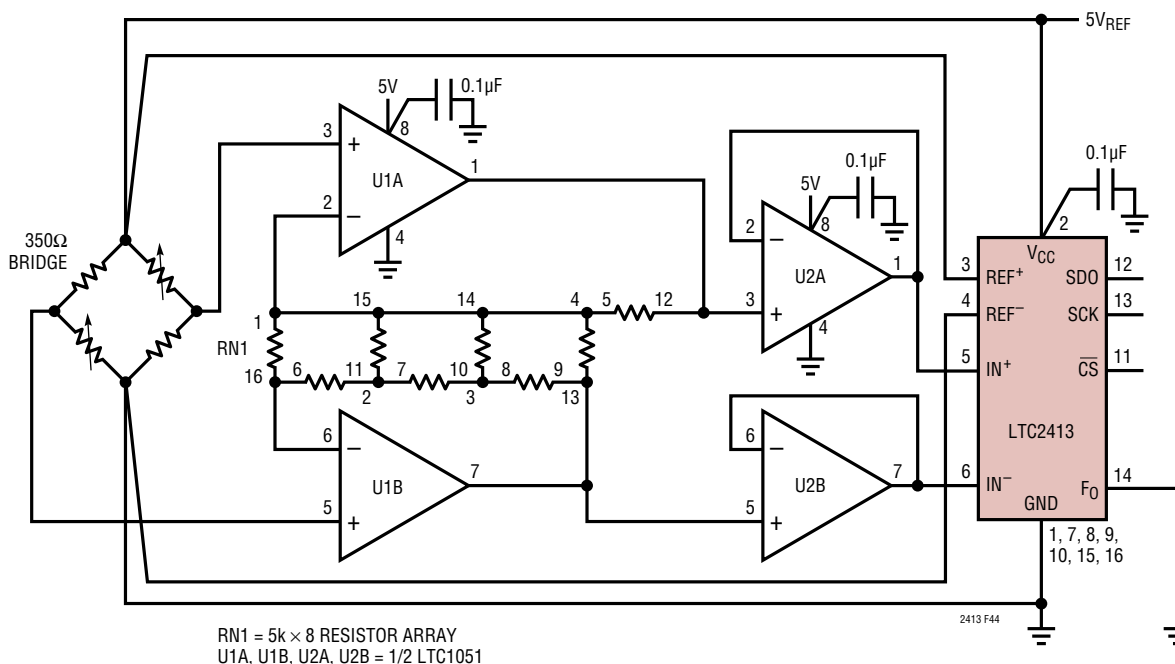 5VREF
5V
0.1µF
8
3
+
U1A
1
2
−
4
350Ω
BRIDGE
5V
0.1µF
8
2
−
U2A
1
3
+
4
0.1µF
2
VCC
3
REF+
SDO
12
4
REF−
SCK
13
5
IN+
CS
11
LTC2413
6
IN−
FO
14
GND
1, 7, 8, 9,
10, 15, 16
1
15
14
4
5
12
RN1
16
6
11
7
10
8
9
2
3
13
6
−
U1B
7
5
+
6
−
U2B
7
5
+
2413 F44
RN1 = 5k × 8 RESISTOR ARRAY
U1A, U1B, U2A, U2B = 1/2 LTC1051